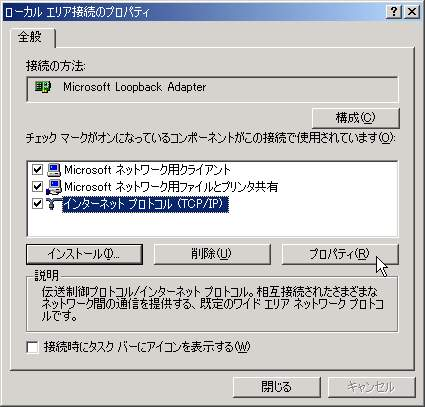 ローカル エリア接続のプロパティ
全般
接続の方法:
Microsoft Loopback Adapter
構成(C)
チェック マークがオンになっているコンポーネントがこの接続で使用されています(O):
Microsoft ネットワーク用クライアント
Microsoft ネットワーク用ファイルとプリンタ共有
インターネット プロトコル (TCP/IP)
インストール(I)... 削除(U) プロパティ(R)
説明
伝送制御プロトコル/インターネット プロトコル。相互接続されたさまざまな
ネットワーク間の通信を提供する、既定のワイド エリア ネットワーク プロトコ
ルです。
接続時にタスク バーにアイコンを表示する(W)
閉じる キャンセル